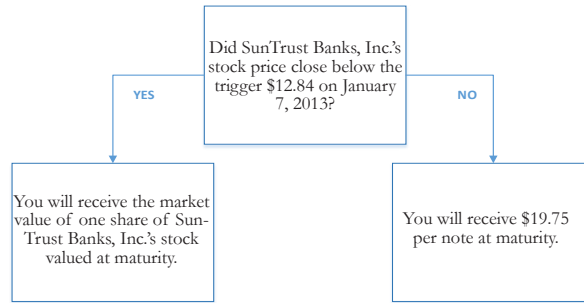 Did SunTrust Banks, Inc.'s
stock price close below the
trigger $12.84 on January
7, 2013?
YES
NO
You will receive the market
value of one share of Sun-
Trust Banks, Inc.'s stock
valued at maturity.
You will receive $19.75
per note at maturity.